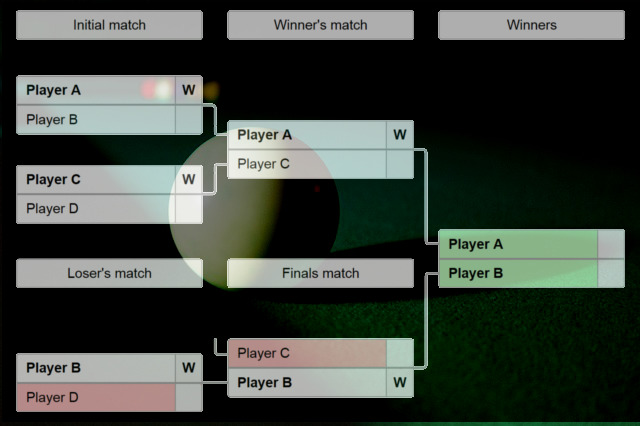 Initial match
Winner's match
Winners
Player A W
Player B
Player C W
Player D
Player A W
Player C
Player A
Player B
Loser's match
Finals match
Player B W
Player D
Player C
Player B W